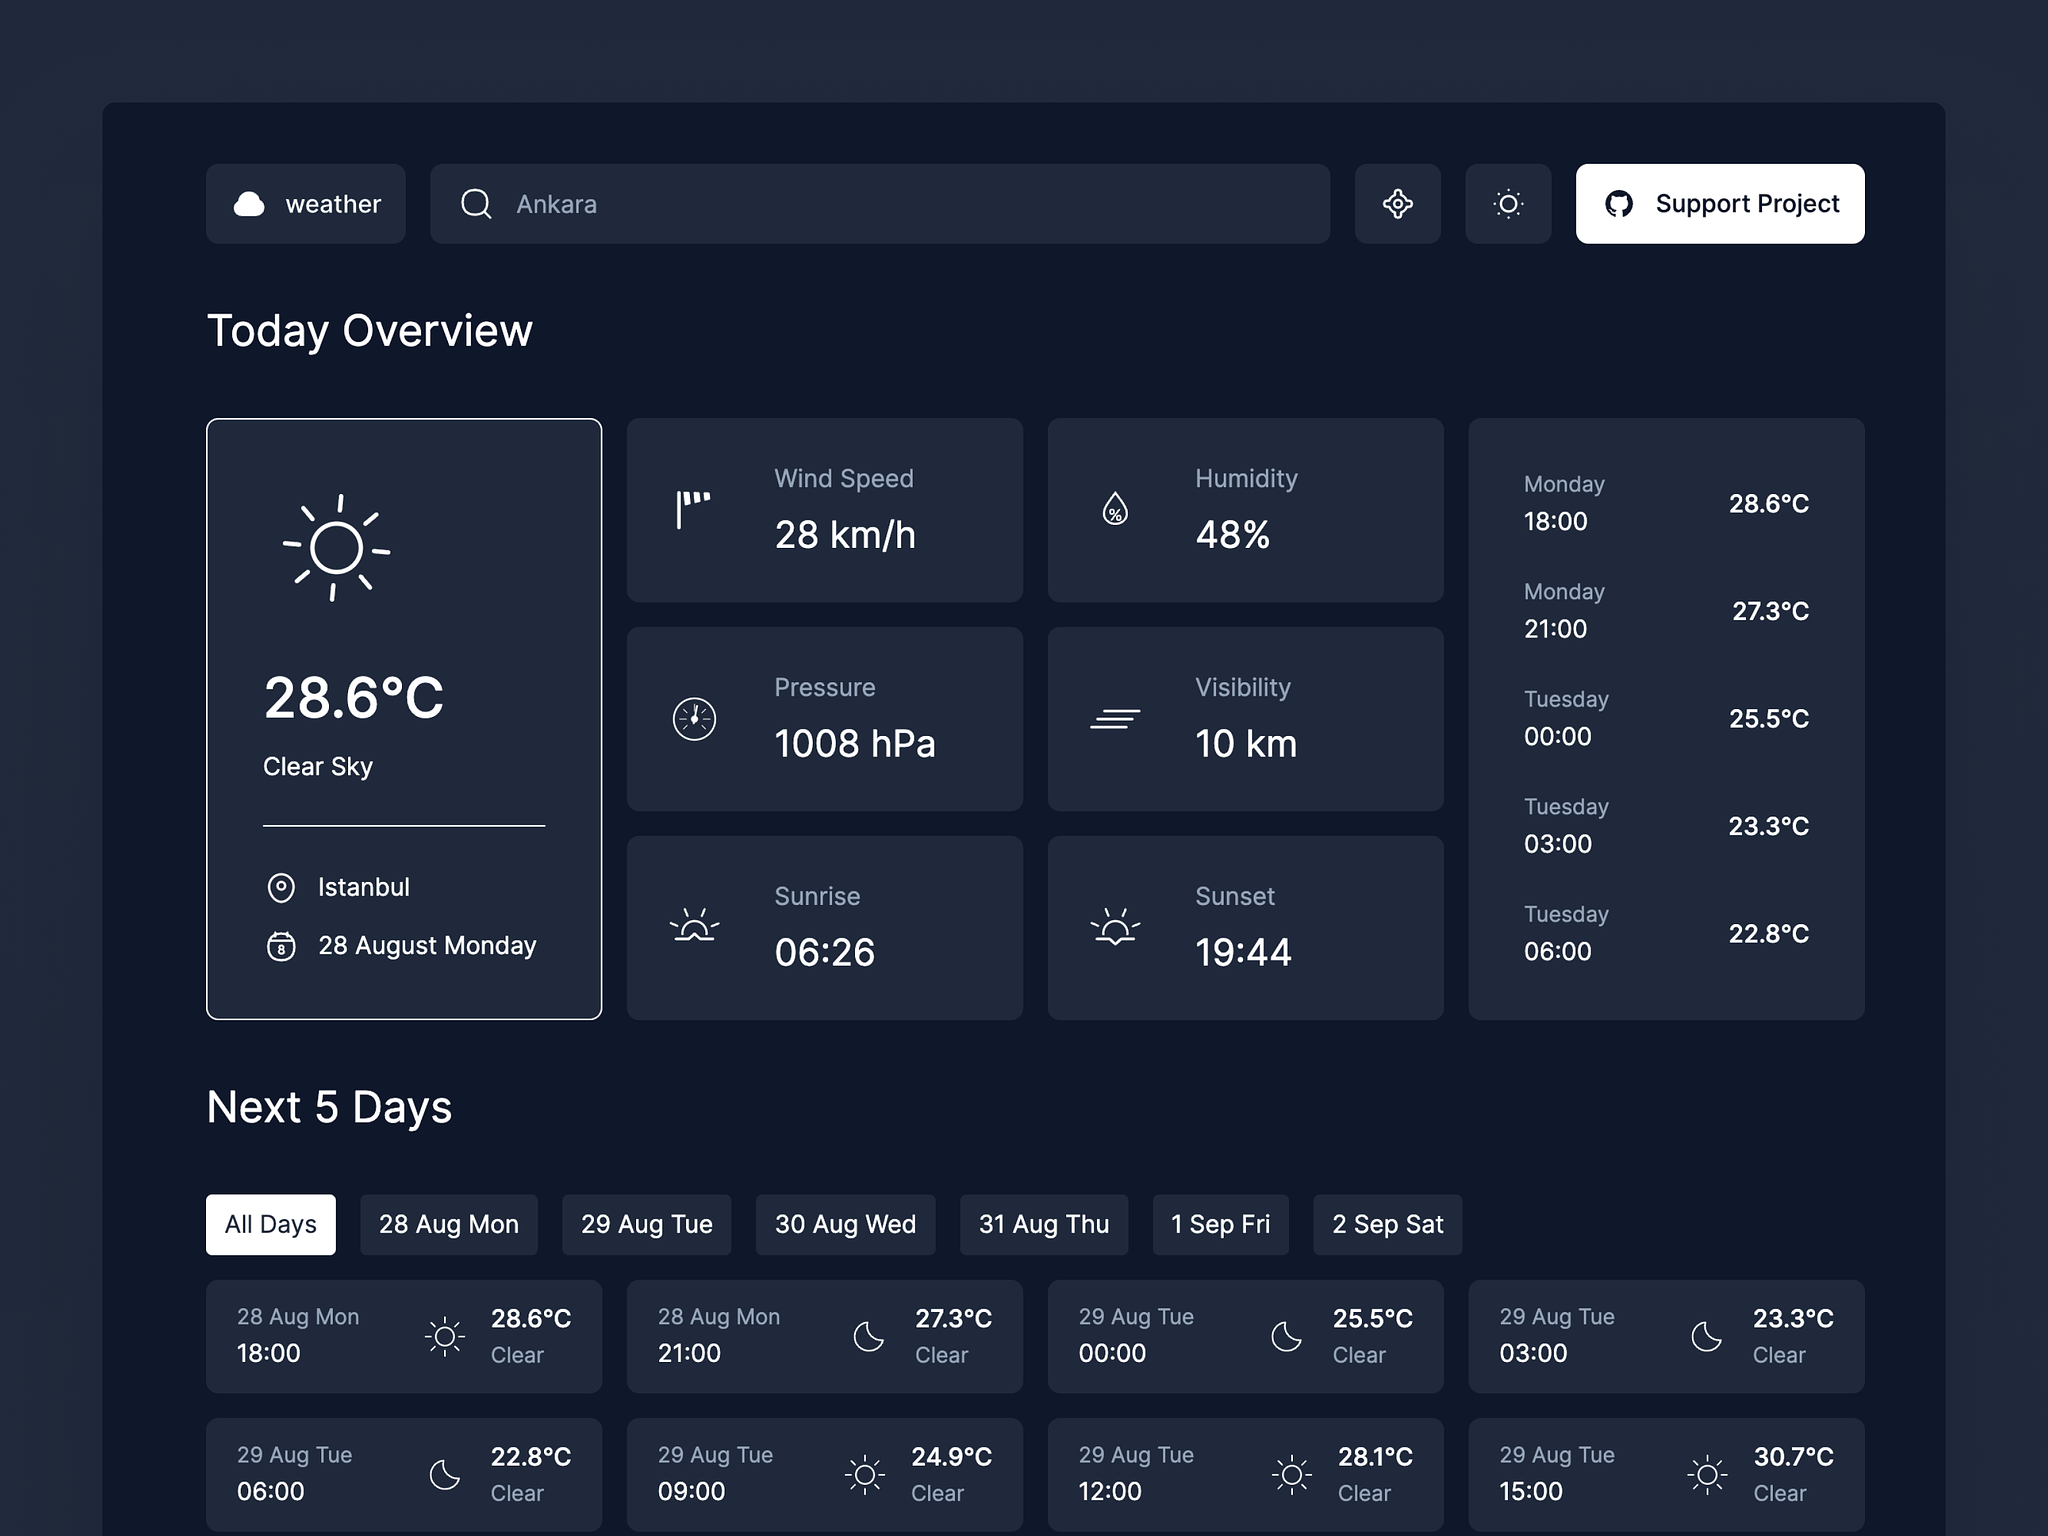 weather
Ankara
Support Project
Today Overview
28.6°C
Clear Sky
Istanbul
8
28 August Monday
Wind Speed
28 km/h
Humidity
%
48%
Pressure
1008 hPa
Visibility
10 km
Sunrise
06:26
Sunset
19:44
Monday
18:00
28.6°C
Monday
21:00
27.3°C
Tuesday
00:00
25.5°C
Tuesday
03:00
23.3°C
Tuesday
06:00
22.8°C
Next 5 Days
All Days
28 Aug Mon
29 Aug Tue
30 Aug Wed
31 Aug Thu
1 Sep Fri
2 Sep Sat
28 Aug Mon
18:00
28.6°C
Clear
28 Aug Mon
21:00
27.3°C
Clear
29 Aug Tue
00:00
25.5°C
Clear
29 Aug Tue
03:00
23.3°C
Clear
29 Aug Tue
06:00
22.8°C
Clear
29 Aug Tue
09:00
24.9°C
Clear
29 Aug Tue
12:00
28.1°C
Clear
29 Aug Tue
15:00
30.7°C
Clear